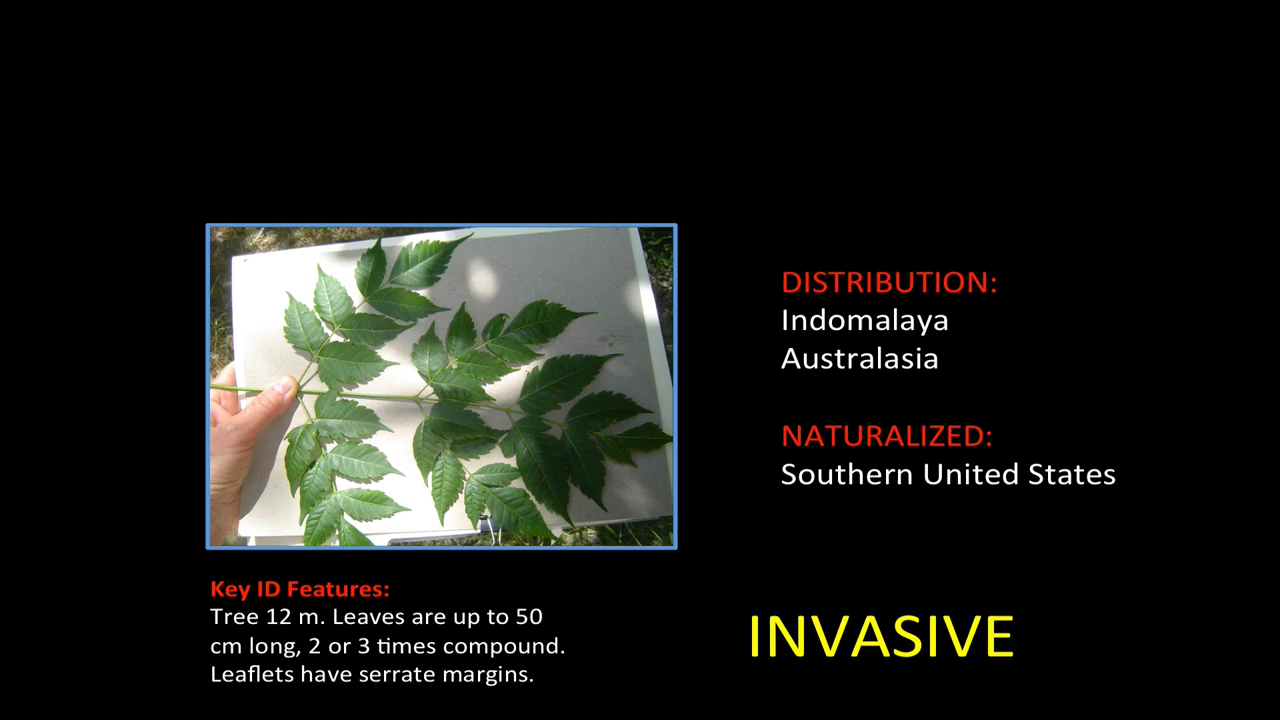 DISTRIBUTION:
Indomalaya
Australasia
NATURALIZED:
Southern United States
Key ID Features:
Tree 12 m. Leaves are up to 50
cm long, 2 or 3 times compound.
Leaflets have serrate margins.
INVASIVE